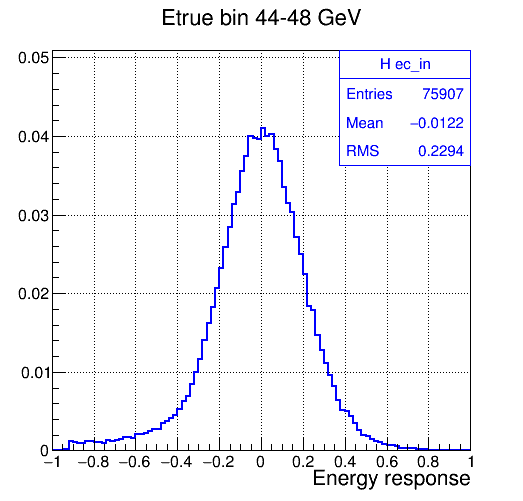 Etrue bin 44-48 GeV
H ec_in
Entries 75907
Mean −0.0122
RMS 0.2294
0.05
0.04
0.03
0.02
0.01
0
−1 −0.8 −0.6 −0.4 −0.2 0 0.2 0.4 0.6 0.8 1
Energy response